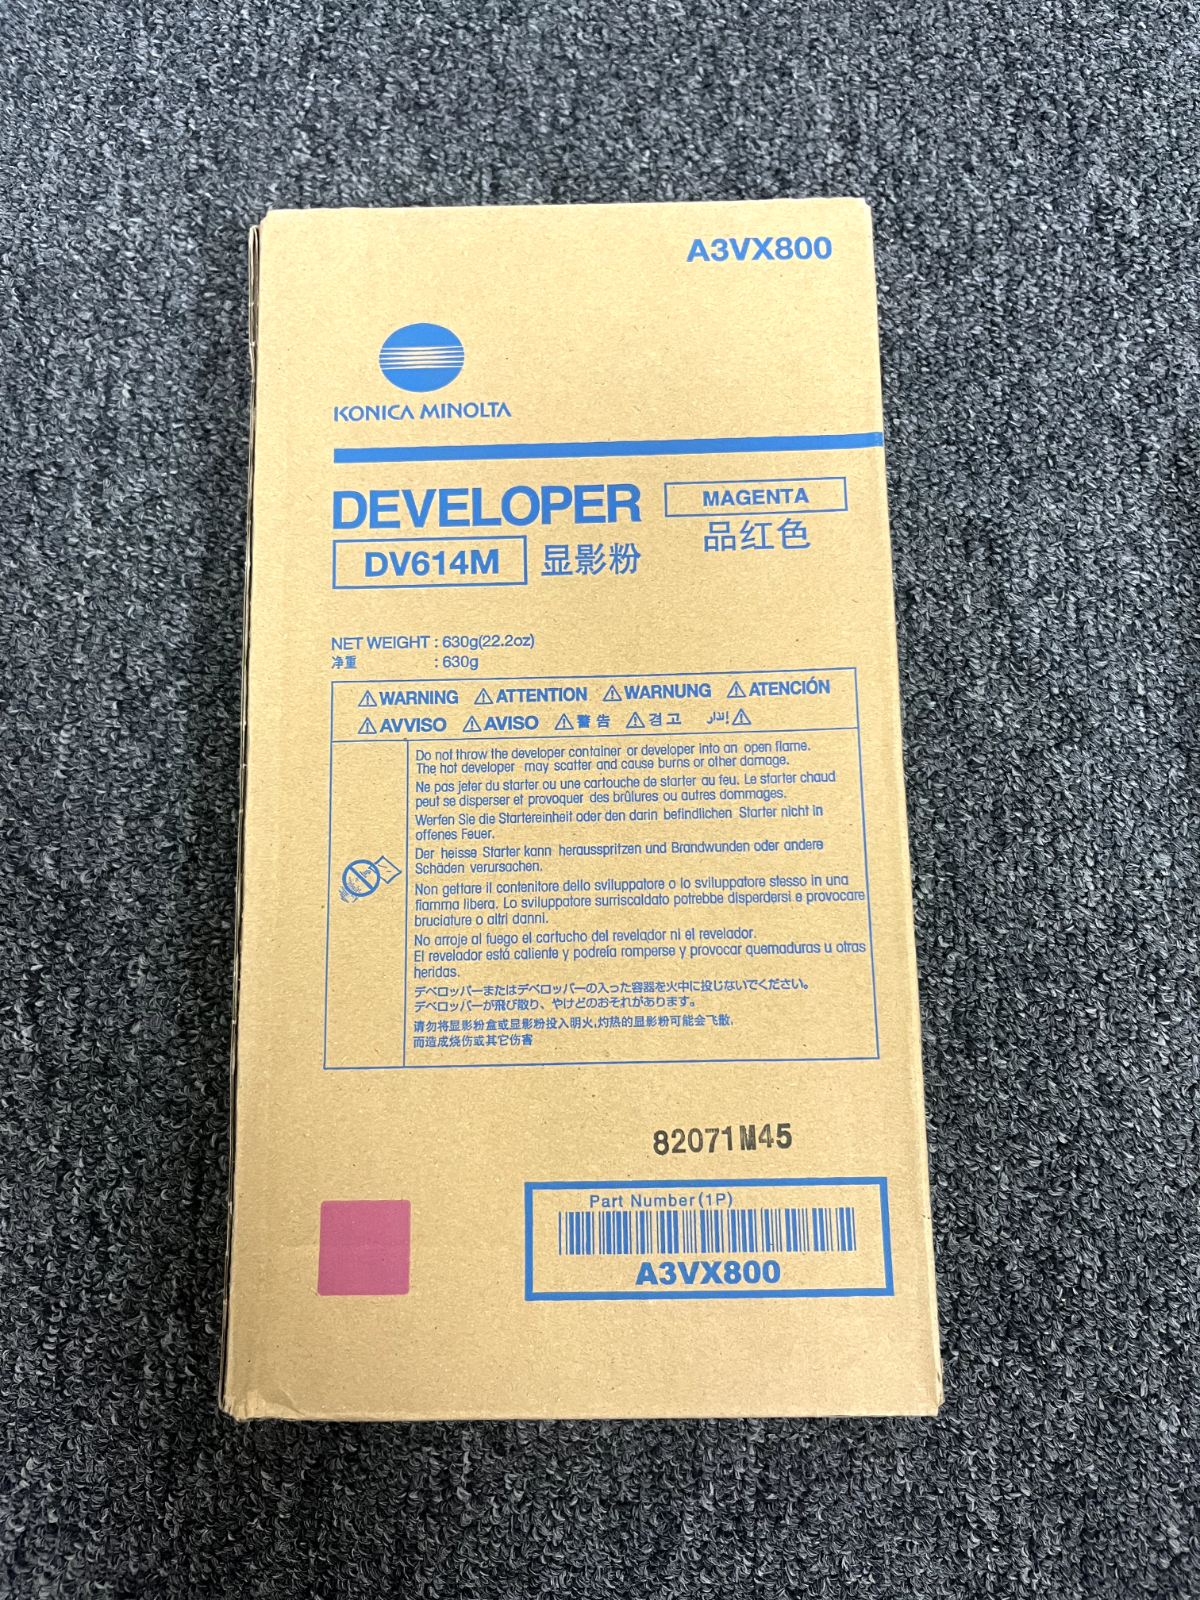 A3VX800
KONICA MINOLTA
DEVELOPER
MAGENTA
品红色
DV614M
显影粉
NET WEIGHT : 630g(22.2oz)
净重 : 630g
⚠WARNING ⚠ATTENTION ⚠WARNUNG ⚠ATENCIÓN
⚠AVVISO ⚠AVISO ⚠警告 ⚠경고 إنذار⚠
Do not throw the developer container or developer into an open flame.
The hot developer may scatter and cause burns or other damage.
Ne pas jeter du starter ou une cartouche de starter au feu. Le starter chaud
peut se disperser et provoquer des brûlures ou autres dommages.
Werfen Sie die Startereinheit oder den darin befindlichen Starter nicht in
offenes Feuer.
Der heisse Starter kann herausspritzen und Brandwunden oder andere
Schäden verursachen.
Non gettare il contenitore dello sviluppatore o lo sviluppatore stesso in una
fiamma libera. Lo sviluppatore surriscaldato potrebbe disperdersi e provocare
bruciature o altri danni.
No arroje al fuego el cartucho del revelador ni el revelador.
El revelador está caliente y podreía romperse y provocar quemaduras u otras
heridas.
デベロッパーまたはデベロッパーの入った容器を火中に投じないでください。
デベロッパーが飛び散り、やけどのおそれがあります。
请勿将显影粉盒或显影粉投入明火,灼热的显影粉可能会飞散,
而造成烧伤或其它伤害
82071M45
Part Number(1P)
A3VX800